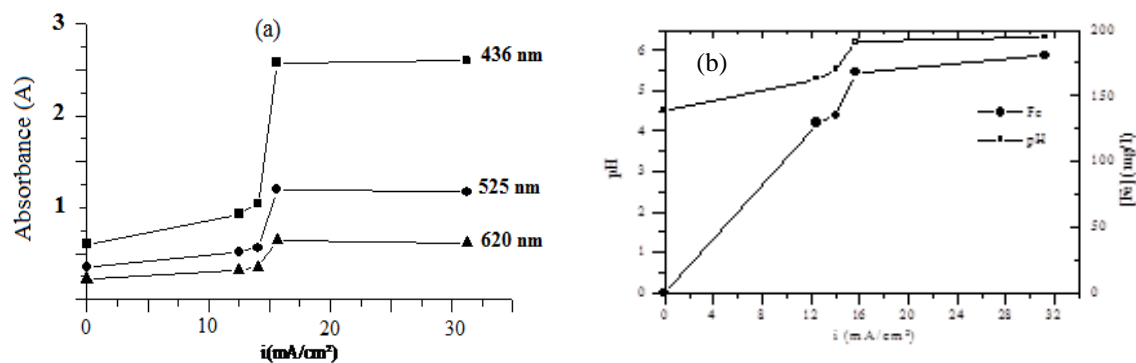 (a)
Absorbance (A)
3
2
1
436 nm
525 nm
620 nm
0 10 20 30
i(mA/cm²)
(b)
pH
6
5
4
3
2
1
0
Fe
pH
200
150
100
50
0
[Fe] (mg/l)
0 4 8 12 16 20 24 28 32
i (mA/cm²)